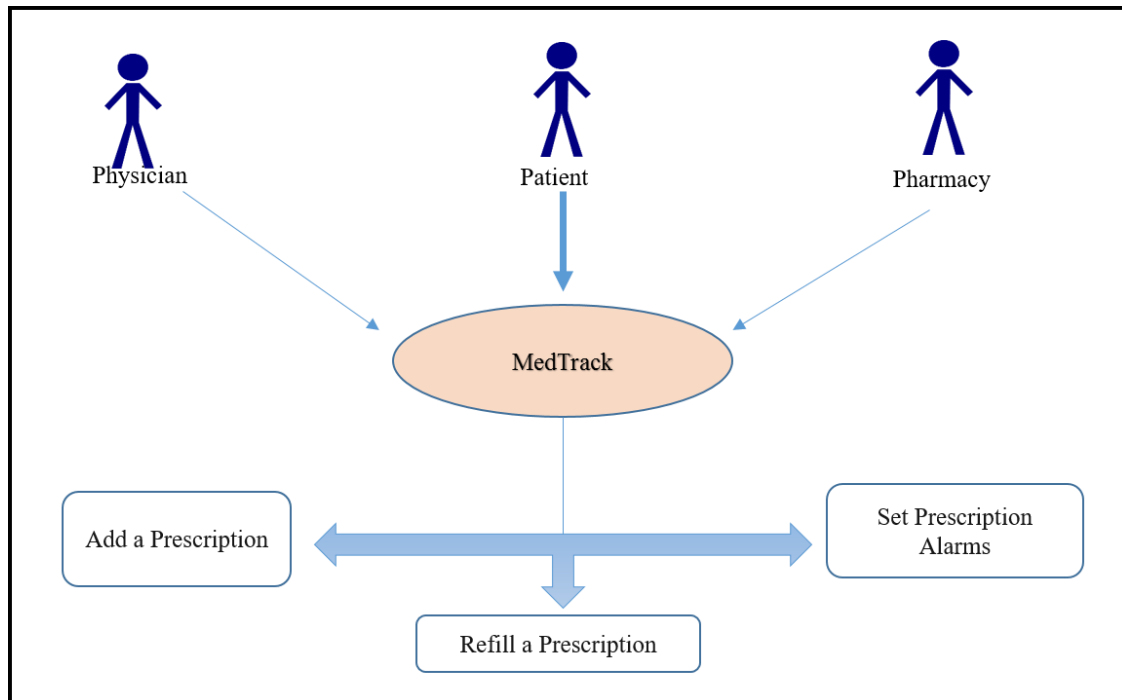 Physician
Patient
Pharmacy
MedTrack
Add a Prescription
Set Prescription
Alarms
Refill a Prescription